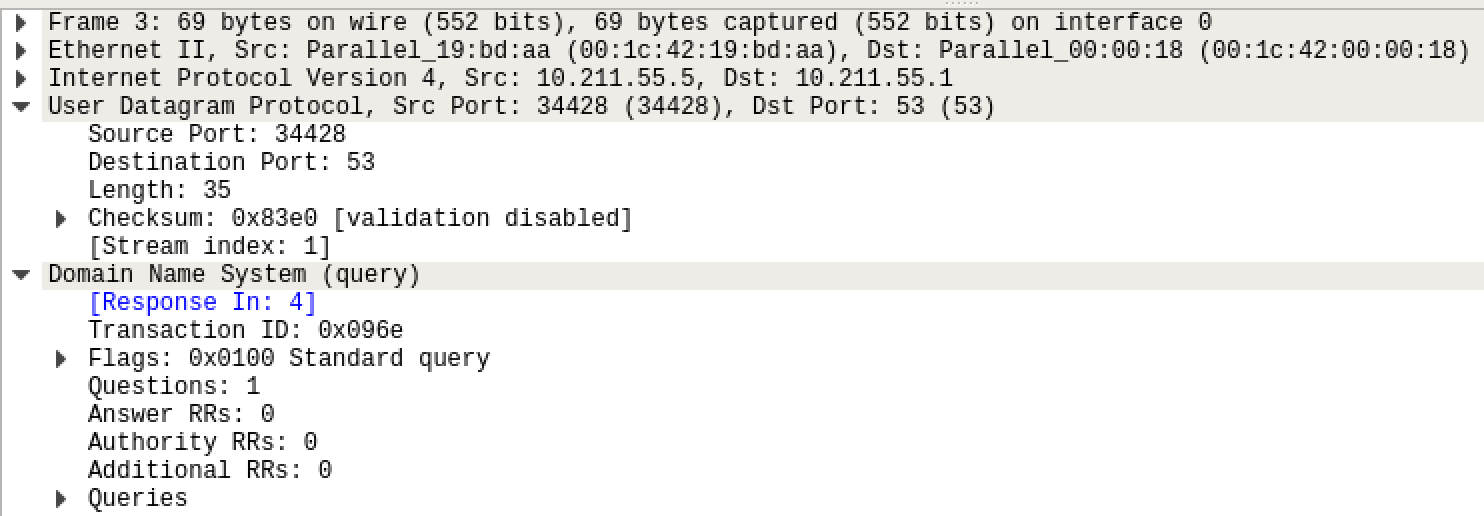 Frame 3: 69 bytes on wire (552 bits), 69 bytes captured (552 bits) on interface 0
Ethernet II, Src: Parallel_19:bd:aa (00:1c:42:19:bd:aa), Dst: Parallel_00:00:18 (00:1c:42:00:00:18)
Internet Protocol Version 4, Src: 10.211.55.5, Dst: 10.211.55.1
User Datagram Protocol, Src Port: 34428 (34428), Dst Port: 53 (53)
Source Port: 34428
Destination Port: 53
Length: 35
Checksum: 0x83e0 [validation disabled]
[Stream index: 1]
Domain Name System (query)
[Response In: 4]
Transaction ID: 0x096e
Flags: 0x0100 Standard query
Questions: 1
Answer RRs: 0
Authority RRs: 0
Additional RRs: 0
Queries